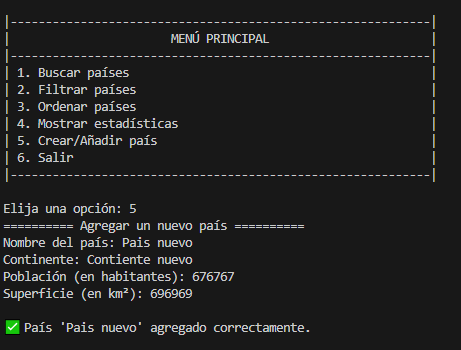 |------------------------------------------------------------|
|                       MENÚ PRINCIPAL                       |
|------------------------------------------------------------|
| 1. Buscar países                                           |
| 2. Filtrar países                                          |
| 3. Ordenar países                                          |
| 4. Mostrar estadísticas                                    |
| 5. Crear/Añadir país                                       |
| 6. Salir                                                   |
|------------------------------------------------------------|
Elija una opción: 5
========== Agregar un nuevo país ==========
Nombre del país: Pais nuevo
Continente: Contiente nuevo
Población (en habitantes): 676767
Superficie (en km²): 696969
✅ País 'Pais nuevo' agregado correctamente.